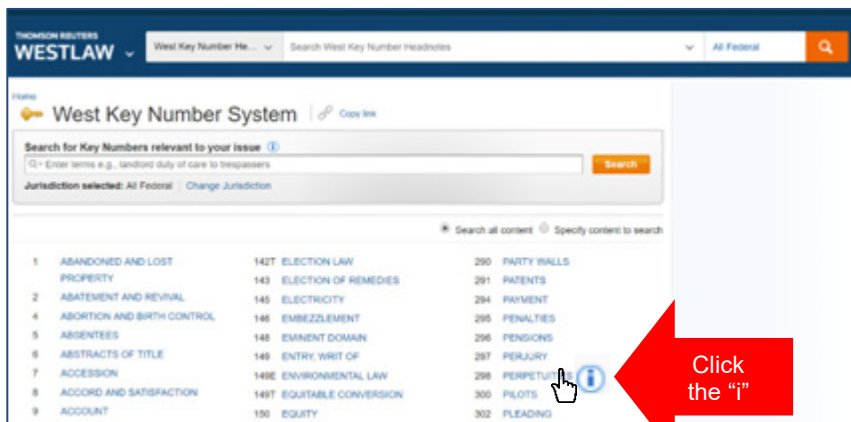 THOMSON REUTERS
WESTLAW
West Key Number He...
Search West Key Number Headnotes
All Federal
Home
West Key Number System
Copy link
Search for Key Numbers relevant to your issue
Enter terms e.g., landlord duty of care to trespassers
Search
Jurisdiction selected: All Federal Change Jurisdiction
Search all content Specify content to search
1 ABANDONED AND LOST
PROPERTY
2 ABATEMENT AND REVIVAL
4 ABORTION AND BIRTH CONTROL
5 ABSENTEES
6 ABSTRACTS OF TITLE
7 ACCESSION
8 ACCORD AND SATISFACTION
9 ACCOUNT
142T ELECTION LAW
143 ELECTION OF REMEDIES
145 ELECTRICITY
146 EMBEZZLEMENT
148 EMINENT DOMAIN
149 ENTRY, WRIT OF
149E ENVIRONMENTAL LAW
149T EQUITABLE CONVERSION
150 EQUITY
290 PARTY WALLS
291 PATENTS
294 PAYMENT
295 PENALTIES
296 PENSIONS
297 PERJURY
298 PERPETUITIES
300 PILOTS
302 PLEADING
i
Click
the “i”